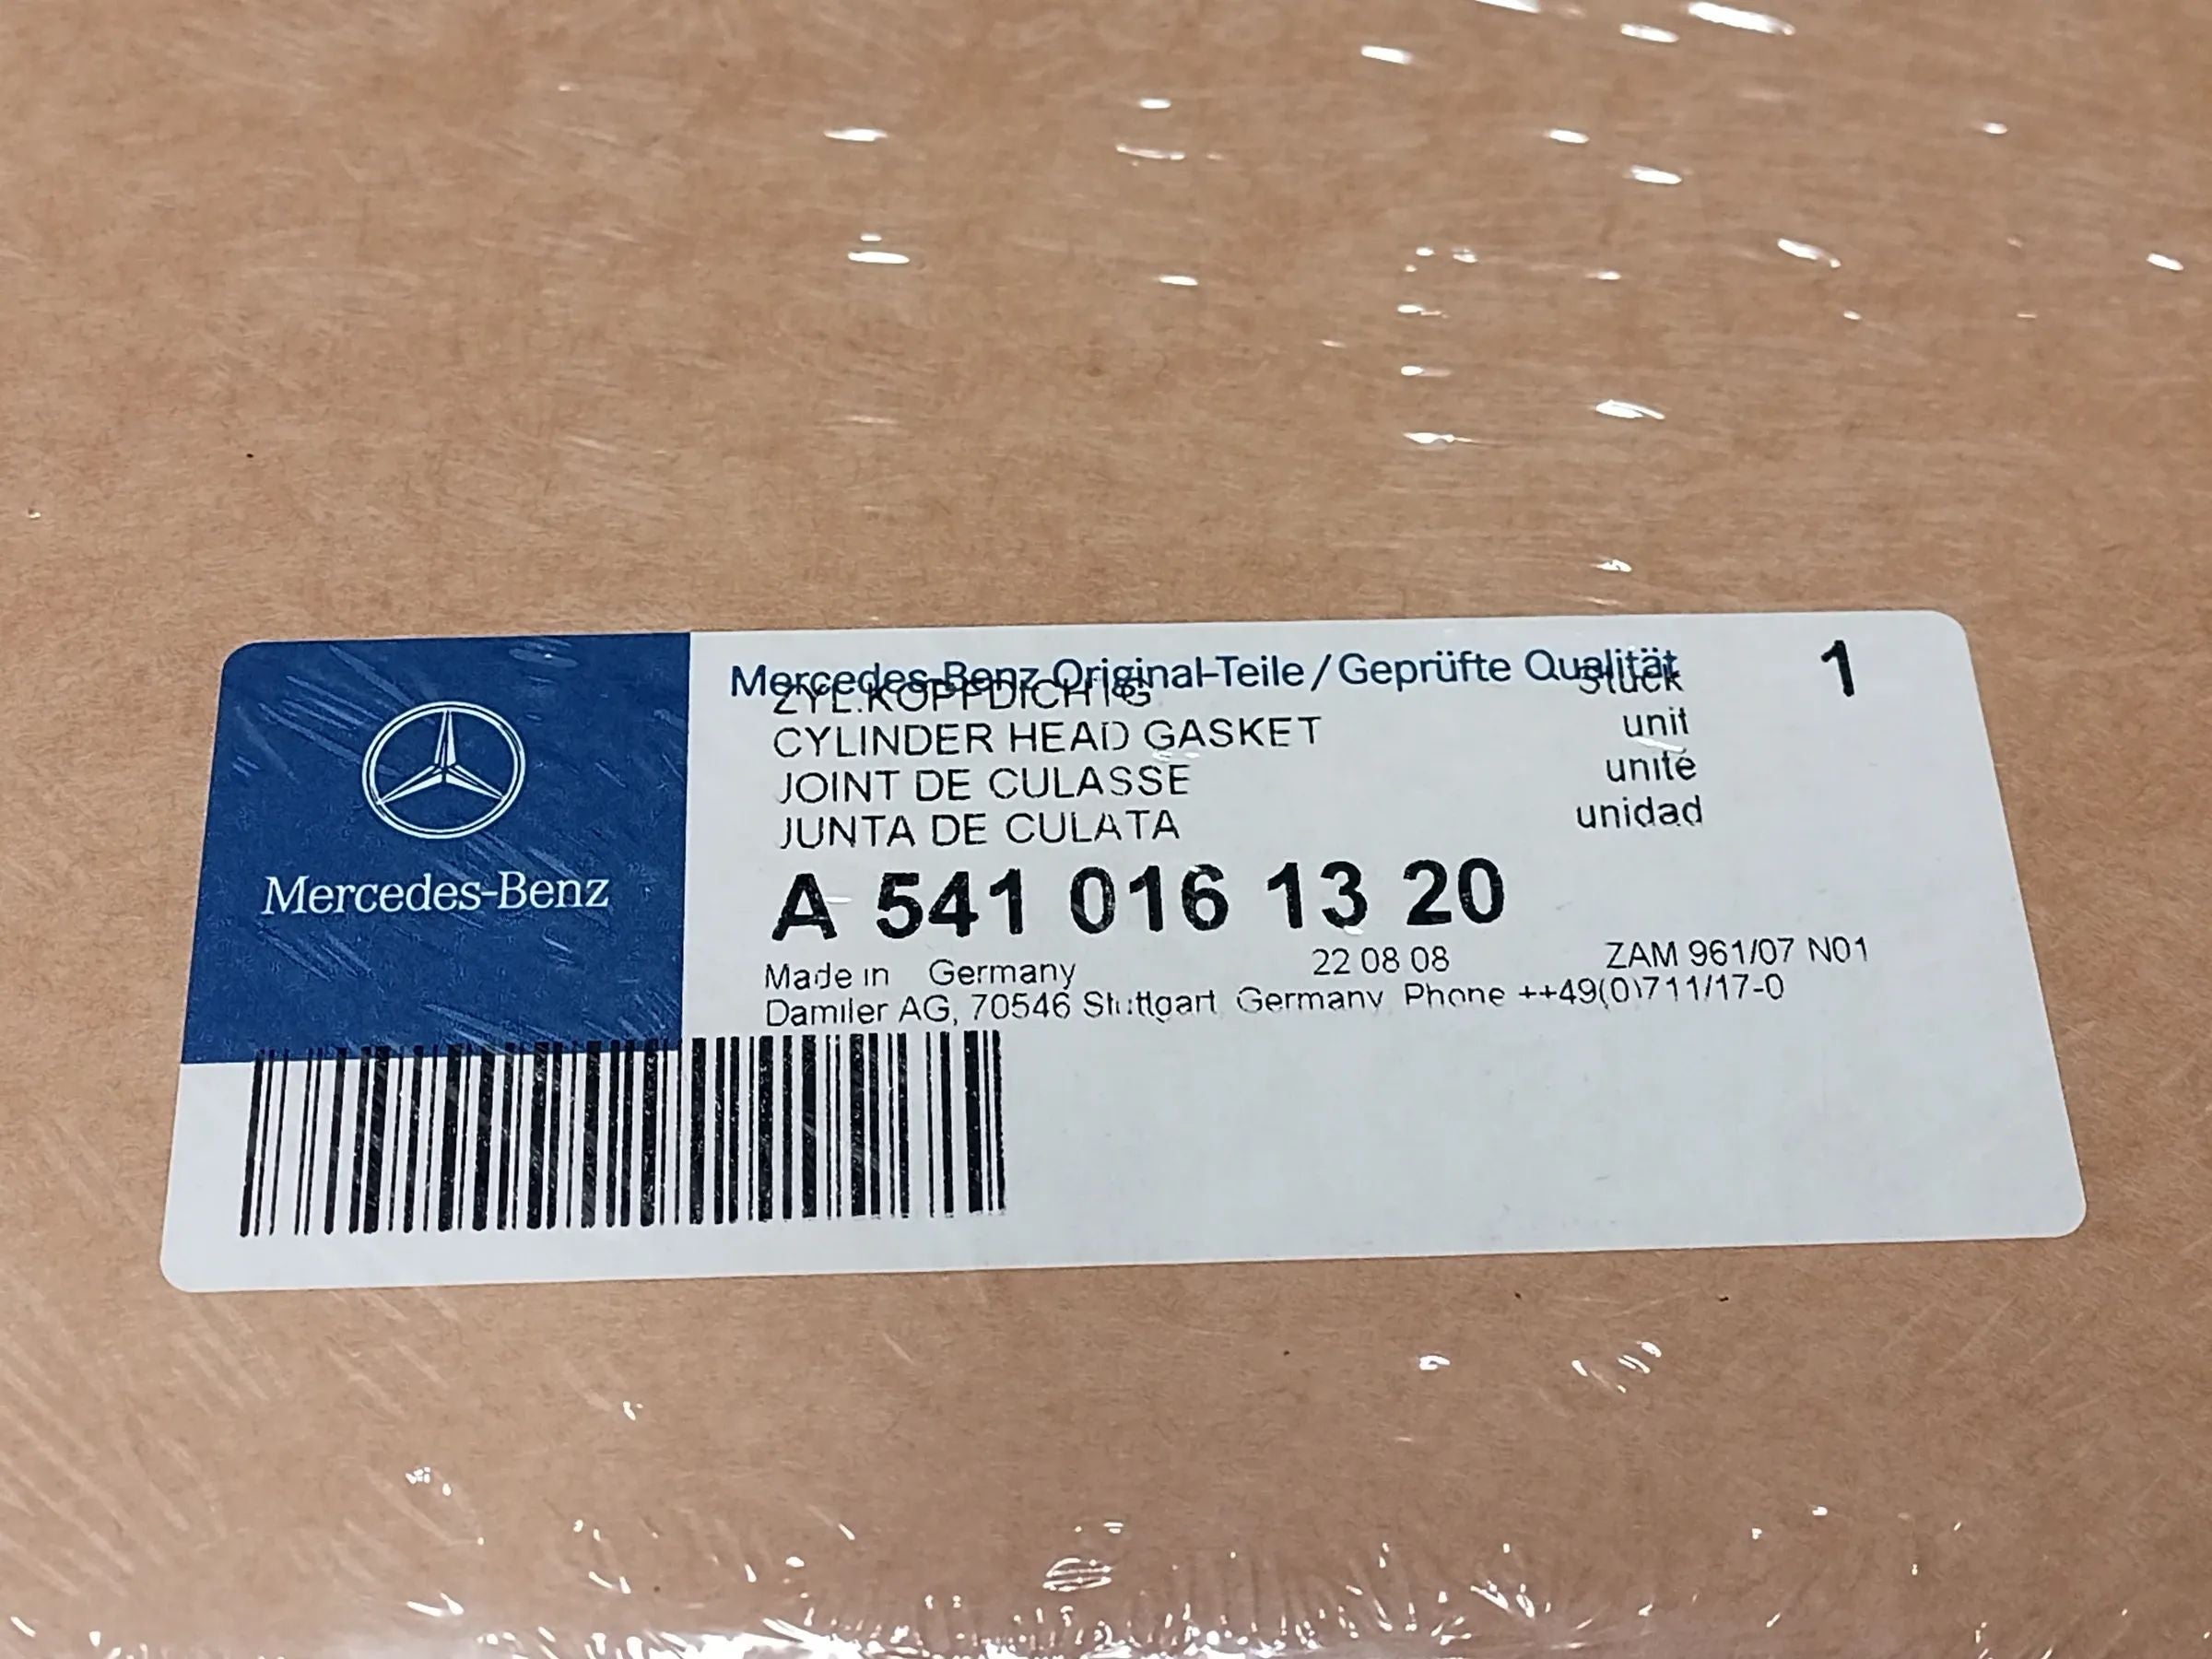 Mercedes-Benz Original-Teile / Geprüfte Qualität
ZYL.KOPFDICHTG Stück 1
CYLINDER HEAD GASKET unit
JOINT DE CULASSE unité
JUNTA DE CULATA unidad
Mercedes-Benz
A 541 016 13 20
Made in Germany 22 08 08 ZAM 961/07 N01
Damiler AG, 70546 Stuttgart Germany Phone ++49(0)711/17-0